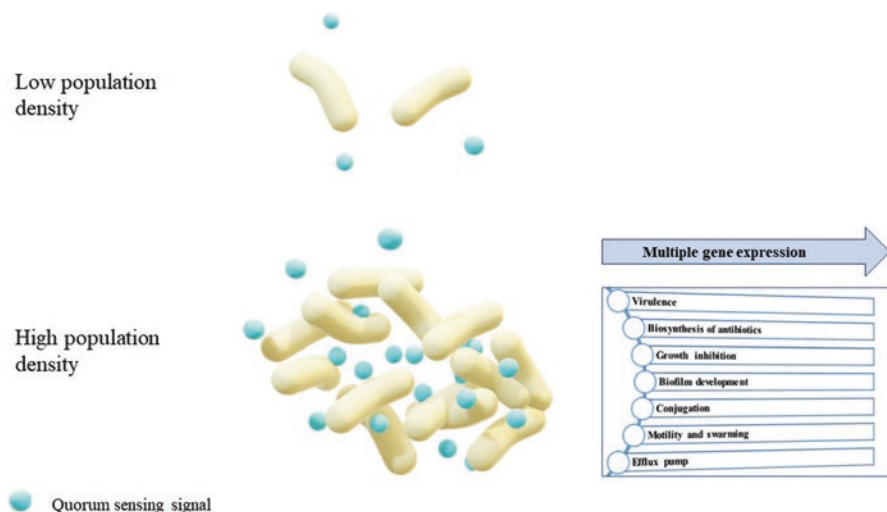 Low population
density
High population
density
Multiple gene expression
Virulence
Biosynthesis of antibiotics
Growth inhibition
Biofilm development
Conjugation
Motility and swarming
Efflux pump
Quorum sensing signal